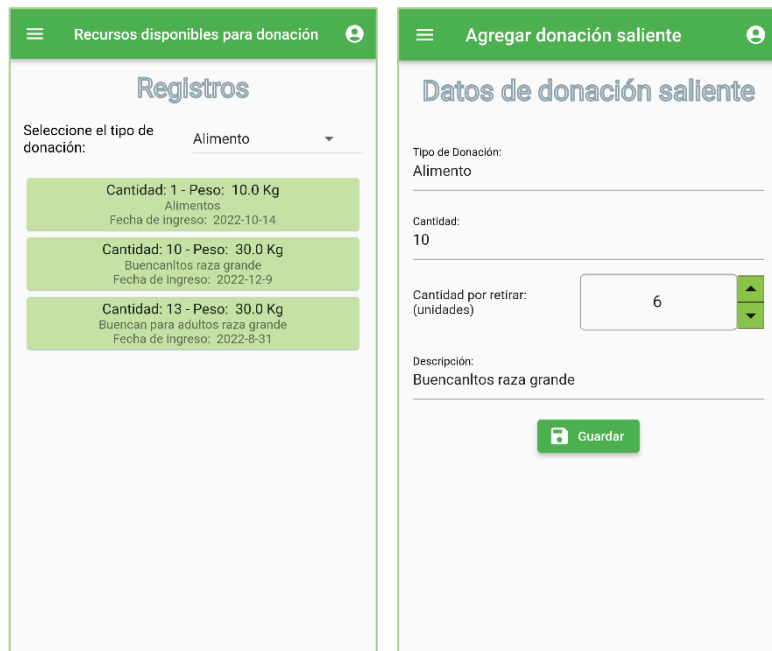 Recursos disponibles para donación
Registros
Seleccione el tipo de
donación:
Alimento
Cantidad: 1 - Peso: 10.0 Kg
Alimentos
Fecha de ingreso: 2022-10-14
Cantidad: 10 - Peso: 30.0 Kg
Buencanltos raza grande
Fecha de ingreso: 2022-12-9
Cantidad: 13 - Peso: 30.0 Kg
Buencan para adultos raza grande
Fecha de ingreso: 2022-8-31
Agregar donación saliente
Datos de donación saliente
Tipo de Donación:
Alimento
Cantidad:
10
Cantidad por retirar:
(unidades)
6
Descripción:
Buencanltos raza grande
Guardar